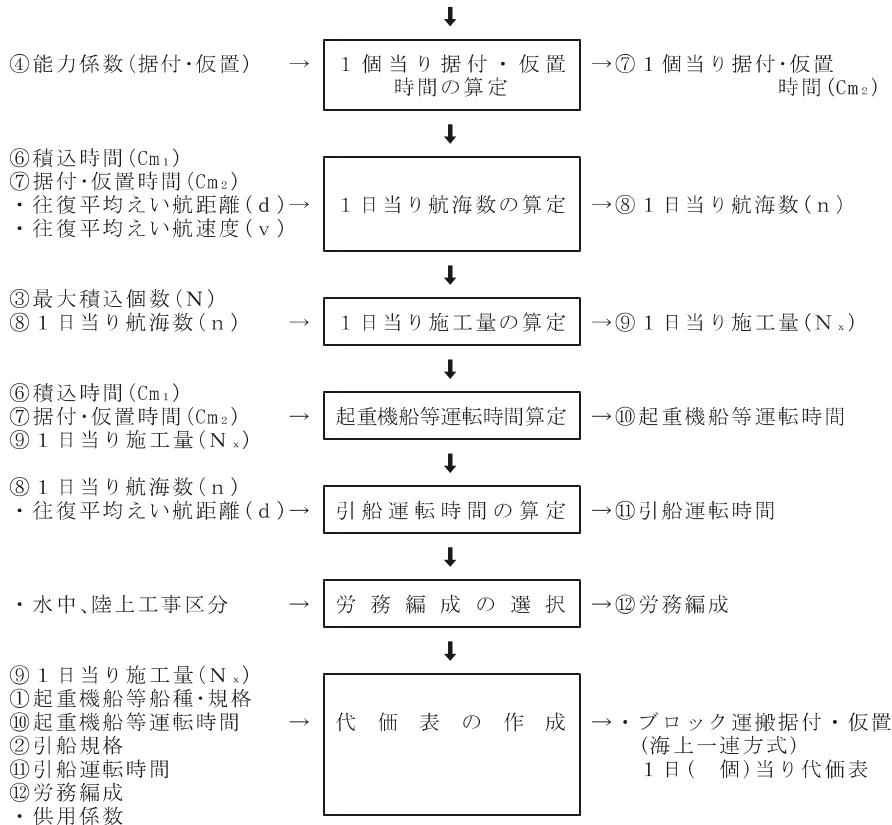 ④能力係数(据付・仮置) → 1個当り据付・仮置 →⑦1個当り据付・仮置
時間の算定 時間(Cm₂)
⑥積込時間(Cm₁)
⑦据付・仮置時間(Cm₂)
・往復平均えい航距離(d)→ 1日当り航海数の算定 →⑧1日当り航海数(n)
・往復平均えい航速度(v)
③最大積込個数(N)
⑧1日当り航海数(n) → 1日当り施工量の算定 →⑨1日当り施工量(Nₓ)
⑥積込時間(Cm₁)
⑦据付・仮置時間(Cm₂) → 起重機船等運転時間算定 →⑩起重機船等運転時間
⑨1日当り施工量(Nₓ)
⑧1日当り航海数(n)
・往復平均えい航距離(d)→ 引船運転時間の算定 →⑪引船運転時間
・水中、陸上工事区分 → 労務編成の選択 →⑫労務編成
⑨1日当り施工量(Nₓ)
①起重機船等船種・規格
⑩起重機船等運転時間 → 代価表の作成 →・ブロック運搬据付・仮置
②引船規格 (海上一連方式)
⑪引船運転時間 1日( 個)当り代価表
⑫労務編成
・供用係数